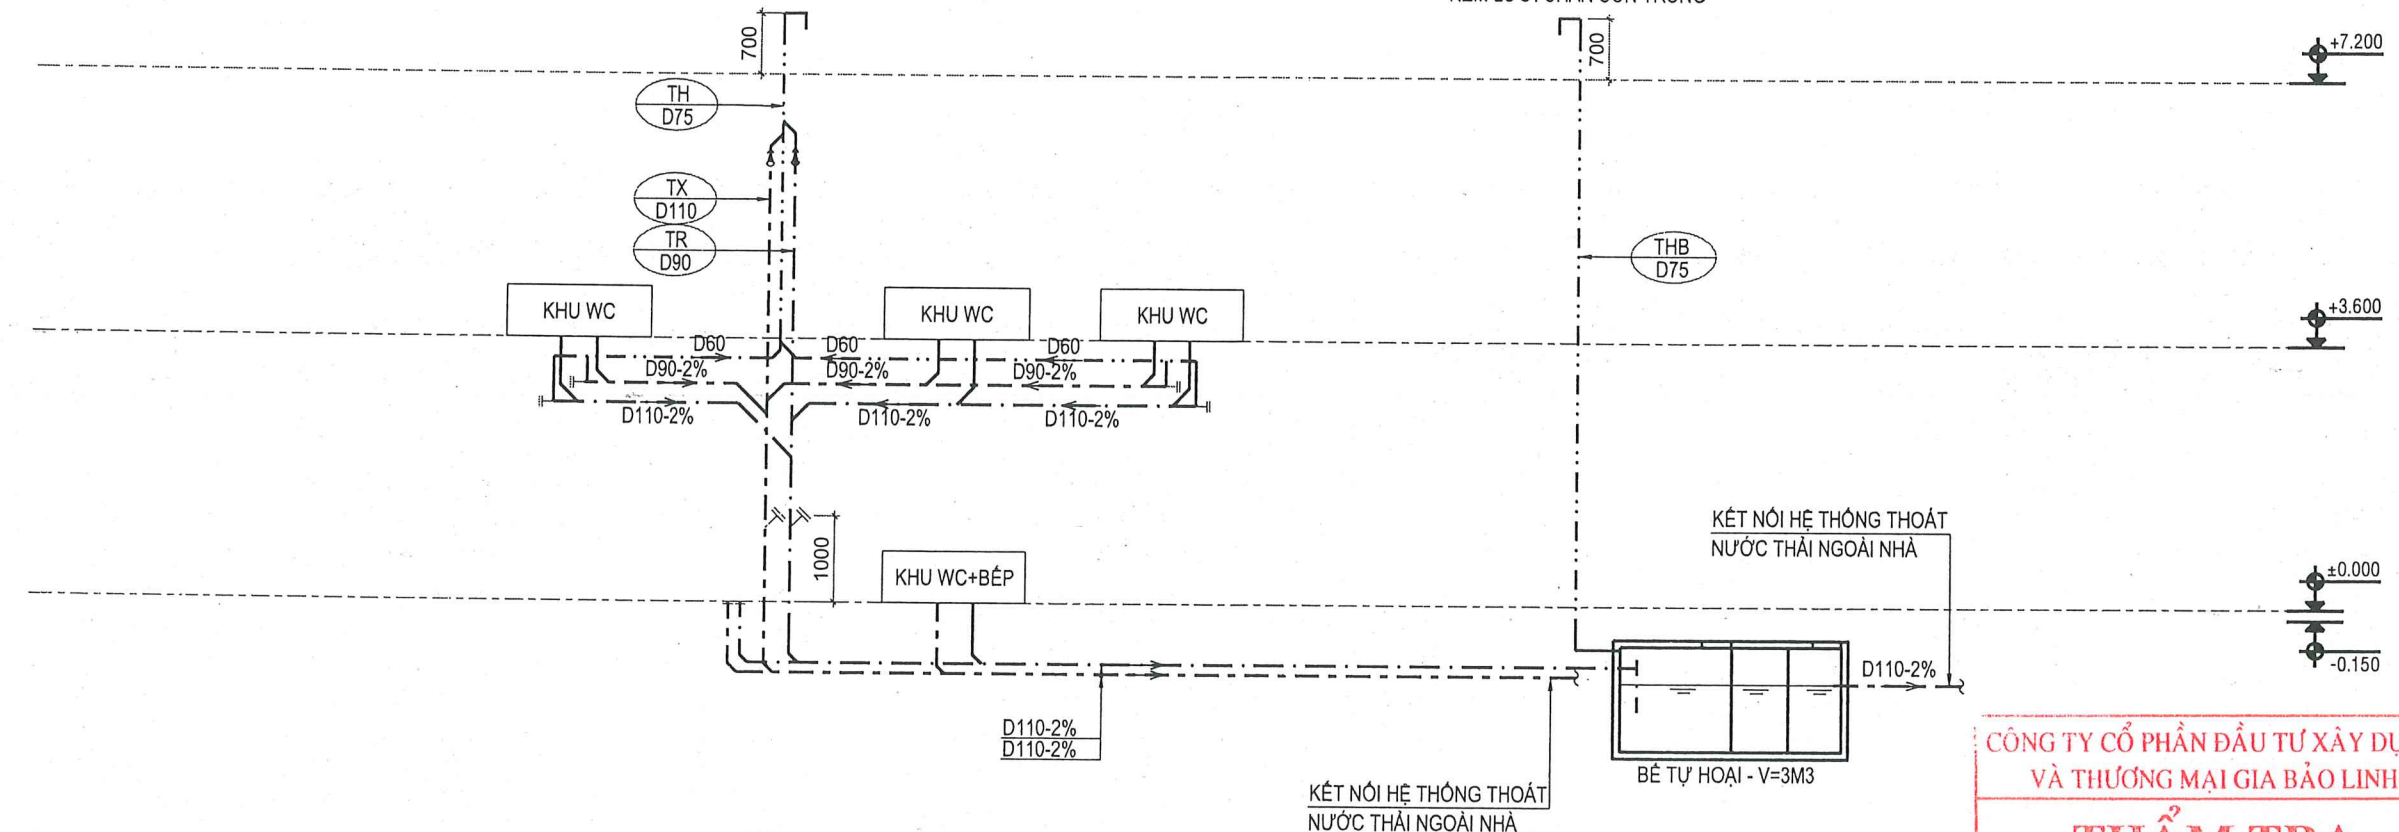 700
700
+7.200
TH
D75
TX
D110
TR
D90
THB
D75
KHU WC
KHU WC
KHU WC
+3.600
D60
D60
D60
D90-2%
D90-2%
D90-2%
D110-2%
D110-2%
D110-2%
1000
KẾT NỐI HỆ THỐNG THOÁT
NƯỚC THẢI NGOÀI NHÀ
KHU WC+BẾP
±0.000
-0.150
D110-2%
D110-2%
D110-2%
BỂ TỰ HOẠI - V=3M3
KẾT NỐI HỆ THỐNG THOÁT
NƯỚC THẢI NGOÀI NHÀ
CÔNG TY CỔ PHẦN ĐẦU TƯ XÂY
VÀ THƯƠNG MẠI GIA BẢO LINH